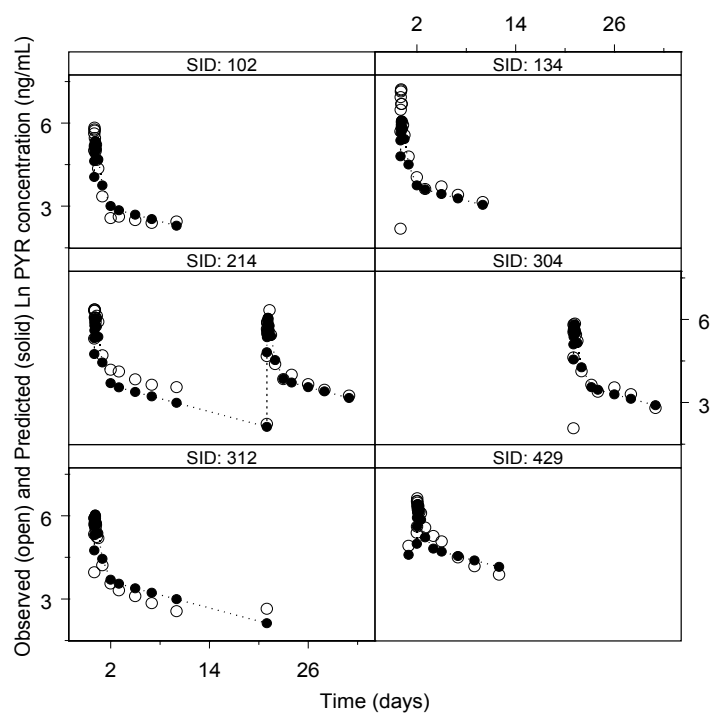 2 14 26
SID: 102
SID: 134
6
3
SID: 214
SID: 304
6
3
SID: 312
SID: 429
6
3
2 14 26
Time (days)
Observed (open) and Predicted (solid) Ln PYR concentration (ng/mL)